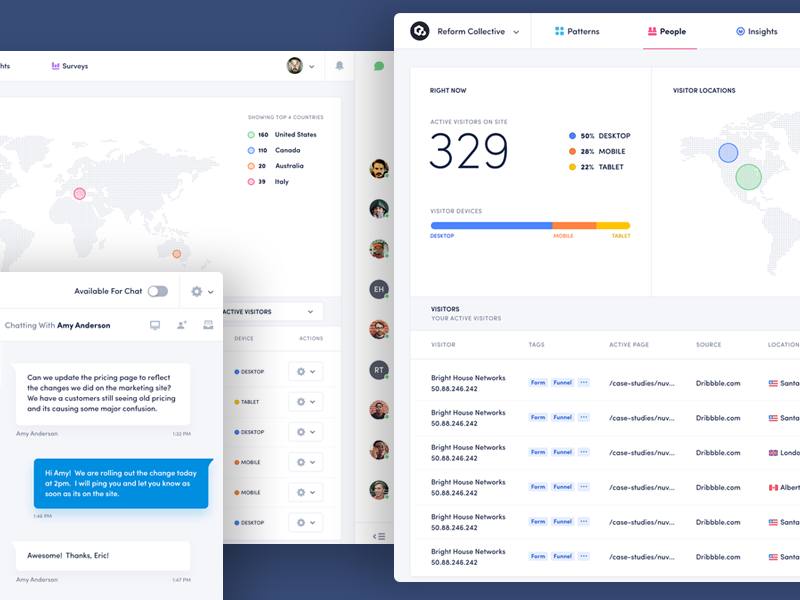 Reform Collective
Patterns
People
Insights
RIGHT NOW
ACTIVE VISITORS ON SITE
329
50% DESKTOP
28% MOBILE
22% TABLET
VISITOR DEVICES
DESKTOP
MOBILE
TABLET
VISITOR LOCATIONS
VISITORS
YOUR ACTIVE VISITORS
VISITOR TAGS ACTIVE PAGE SOURCE LOCATION
Bright House Networks
50.88.246.242
Form Funnel ··· /case-studies/nuv... Dribbble.com Santa
Bright House Networks
50.88.246.242
Form Funnel ··· /case-studies/nuv... Dribbble.com Santa
Bright House Networks
50.88.246.242
Form Funnel ··· /case-studies/nuv... Dribbble.com Londo
Bright House Networks
50.88.246.242
Form Funnel ··· /case-studies/nuv... Dribbble.com Albert
Bright House Networks
50.88.246.242
Form Funnel ··· /case-studies/nuv... Dribbble.com Santa
Bright House Networks
50.88.246.242
Form Funnel ··· /case-studies/nuv... Dribbble.com Santa
hts
Surveys
SHOWING TOP 4 COUNTRIES
160 United States
110 Canada
20 Australia
39 Italy
ACTIVE VISITORS
DEVICE ACTIONS
DESKTOP
TABLET
DESKTOP
MOBILE
MOBILE
DESKTOP
EH
RT
Available For Chat
Chatting With Amy Anderson
Can we update the pricing page to reflect
the changes we did on the marketing site?
We have a customers still seeing old pricing
and its causing some major confusion.
Amy Anderson 1:32 PM
Hi Amy! We are rolling out the change today
at 2pm. I will ping you and let you know as
soon as its on the site.
1:46 PM
Awesome! Thanks, Eric!
Amy Anderson 1:47 PM